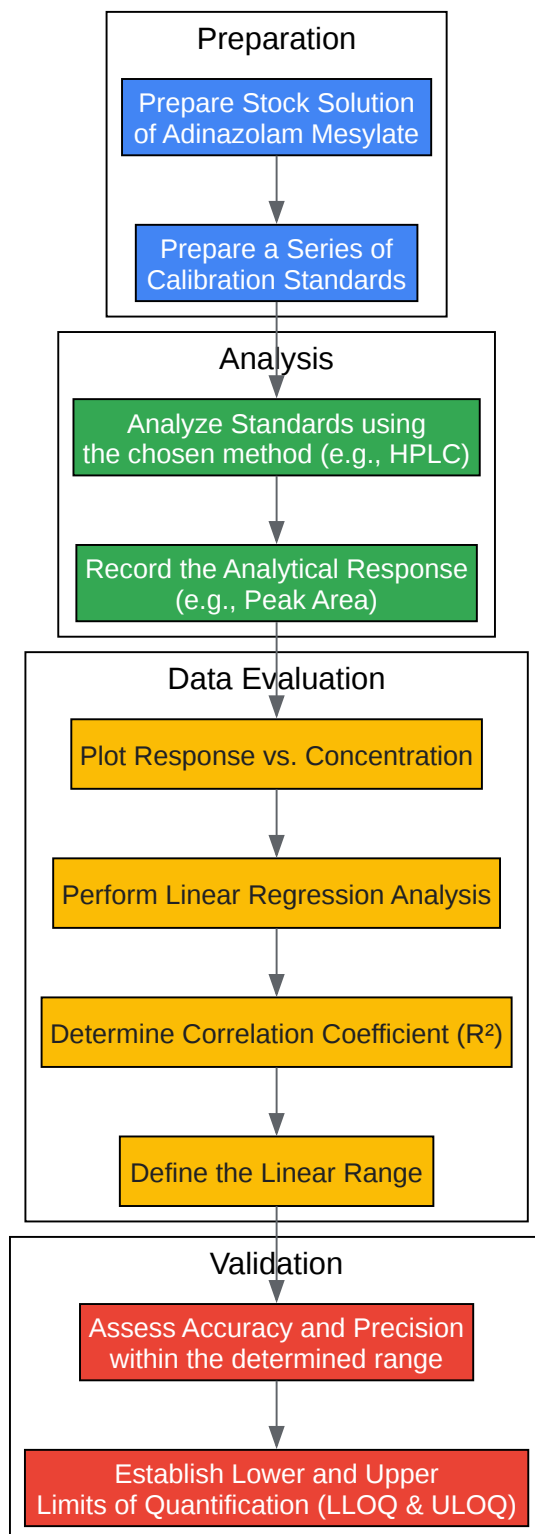 Preparation
Prepare Stock Solution
of Adinazolam Mesylate
Prepare a Series of
Calibration Standards
Analysis
Analyze Standards using
the chosen method (e.g., HPLC)
Record the Analytical Response
(e.g., Peak Area)
Data Evaluation
Plot Response vs. Concentration
Perform Linear Regression Analysis
Determine Correlation Coefficient (R²)
Define the Linear Range
Validation
Assess Accuracy and Precision
within the determined range
Establish Lower and Upper
Limits of Quantification (LLOQ & ULOQ)